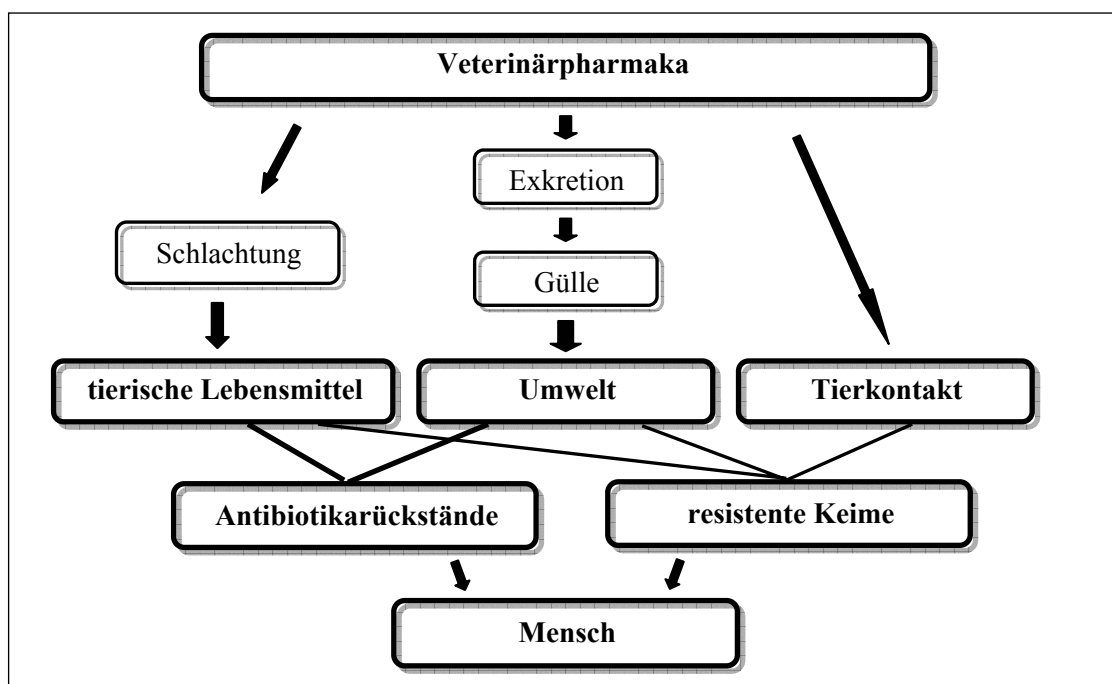 Veterinärpharmaka
Exkretion
Schlachtung
Gülle
tierische Lebensmittel
Umwelt
Tierkontakt
Antibiotikarückstände
resistente Keime
Mensch